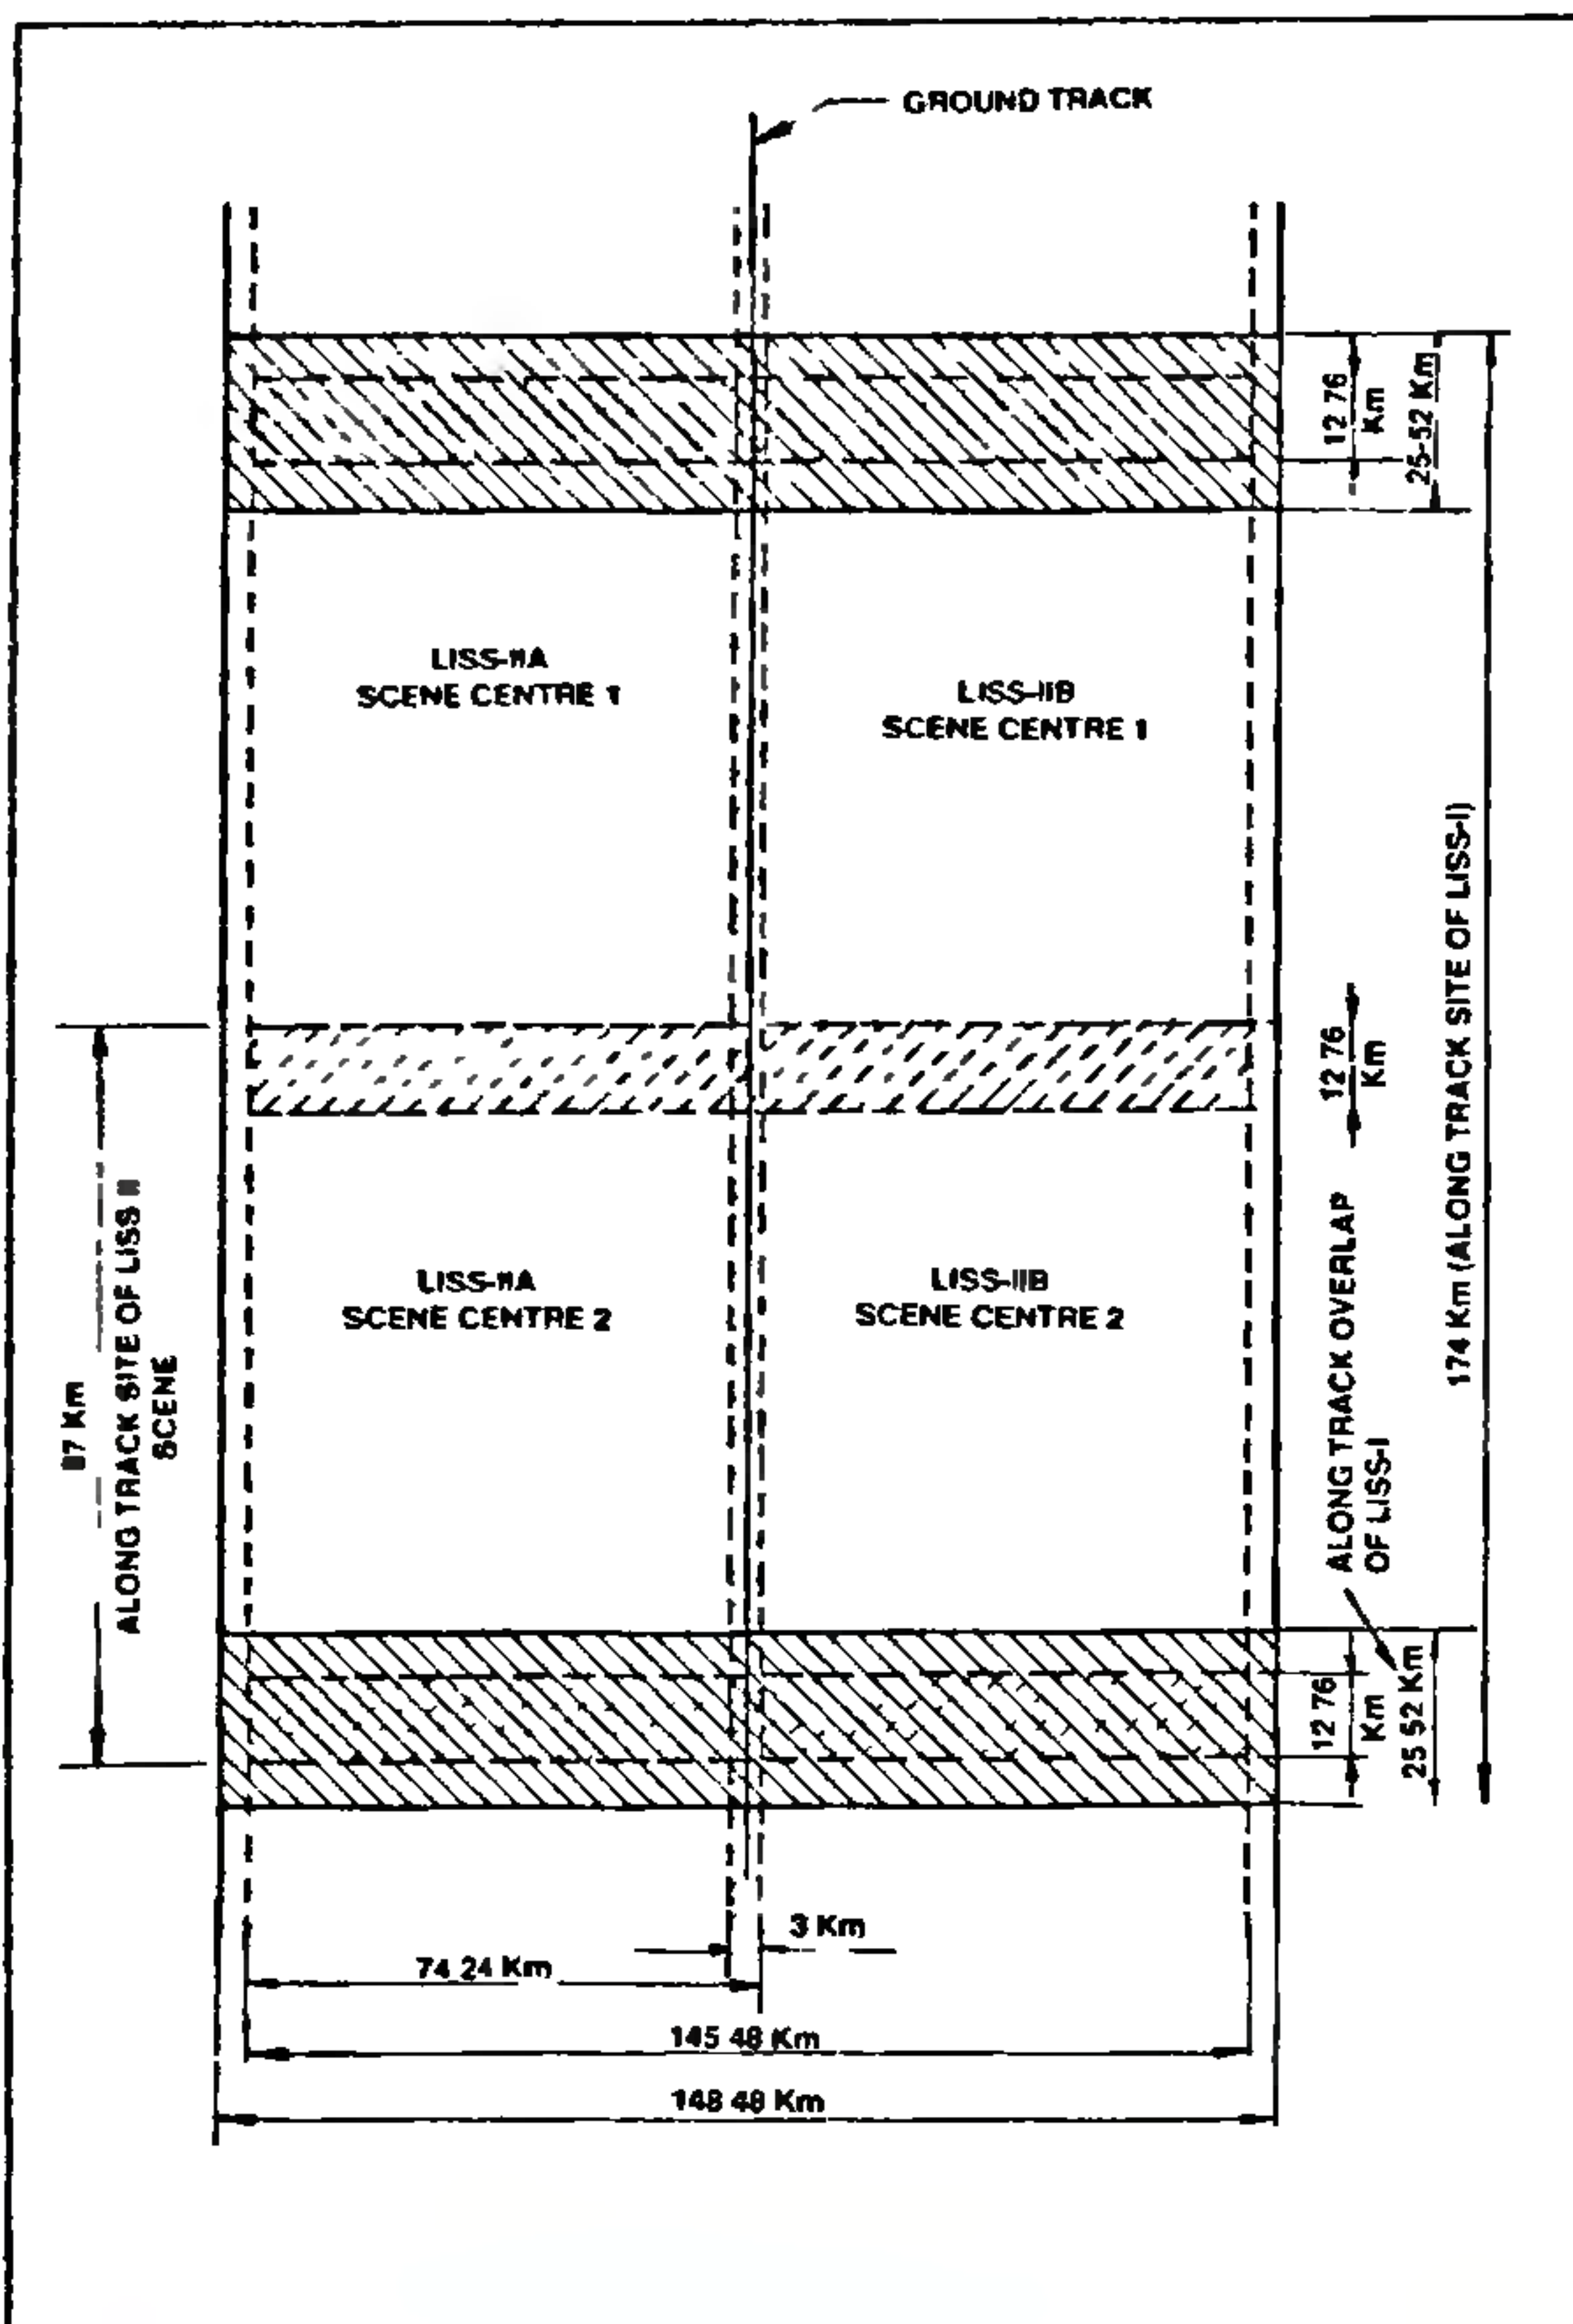 GROUND TRACK
12 76
Km
25-52 Km
LISS-IIA
SCENE CENTRE 1
LISS-IIB
SCENE CENTRE 1
174 Km (ALONG TRACK SITE OF LISS-I)
12 76
Km
87 Km
ALONG TRACK SITE OF LISS II
SCENE
LISS-IIA
SCENE CENTRE 2
LISS-IIB
SCENE CENTRE 2
ALONG TRACK OVERLAP
OF LISS-I
12 76
Km
25 52 Km
3 Km
74 24 Km
145 48 Km
148 48 Km